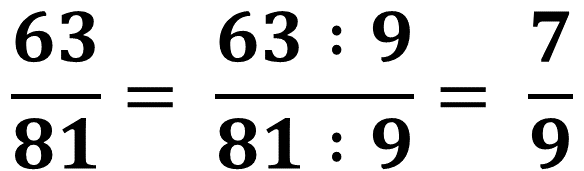 63/81 = 63 : 9/81 : 9 = 7/9